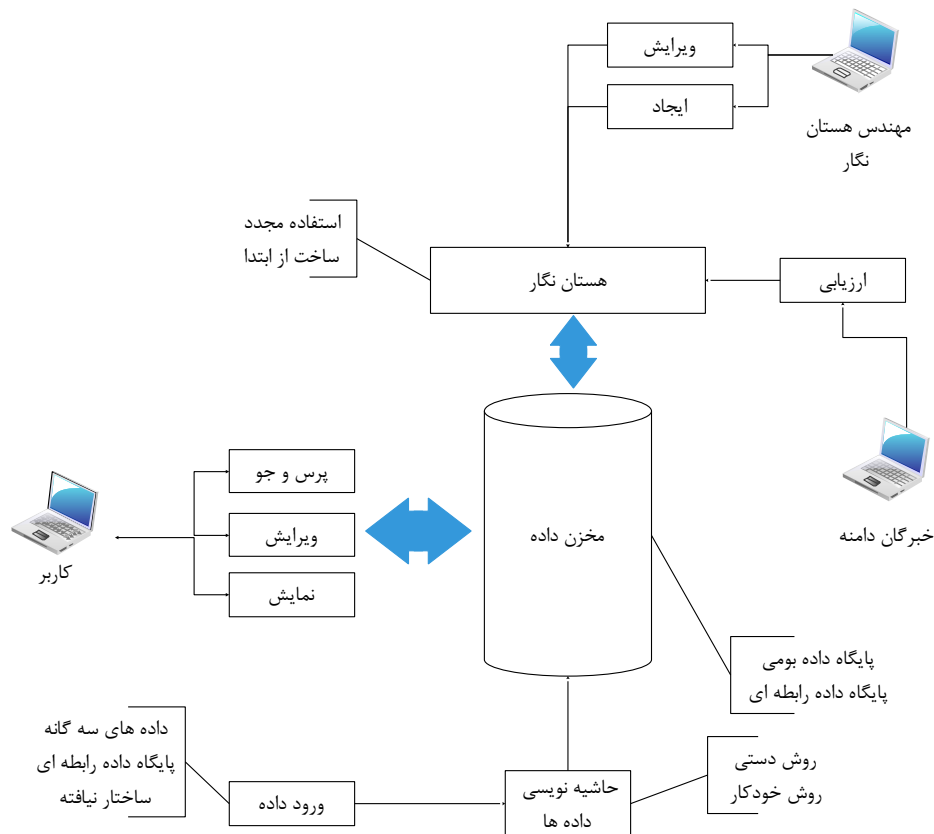 ویرایش
ایجاد
مهندس هستان
نگار
استفاده مجدد
ساخت از ابتدا
هستان نگار
ارزیابی
خبرگان دامنه
پرس و جو
ویرایش
نمایش
کاربر
مخزن داده
پایگاه داده بومی
پایگاه داده رابطه ای
داده های سه گانه
پایگاه داده رابطه ای
ساختار نیافته
ورود داده
حاشیه نویسی
داده ها
روش دستی
روش خودکار